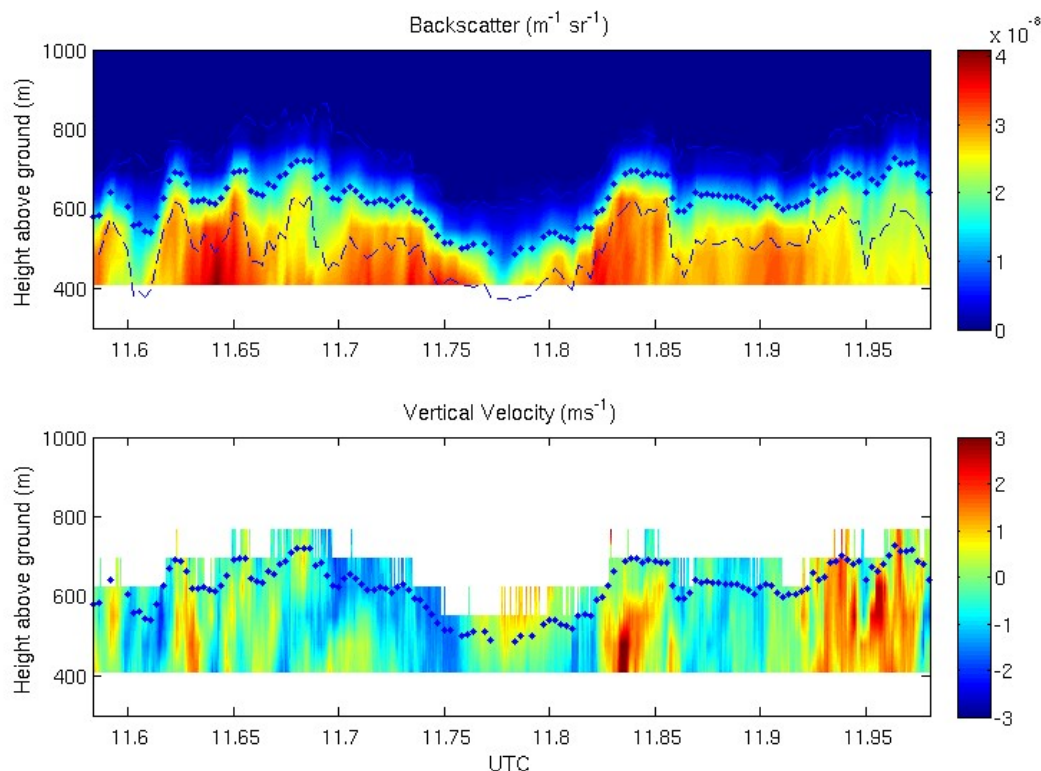 Backscatter (m⁻¹ sr⁻¹)
x 10⁻⁸
Height above ground (m)
1000
800
600
400
4
3
2
1
0
11.6 11.65 11.7 11.75 11.8 11.85 11.9 11.95
Vertical Velocity (ms⁻¹)
Height above ground (m)
1000
800
600
400
3
2
1
0
-1
-2
-3
11.6 11.65 11.7 11.75 11.8 11.85 11.9 11.95
UTC